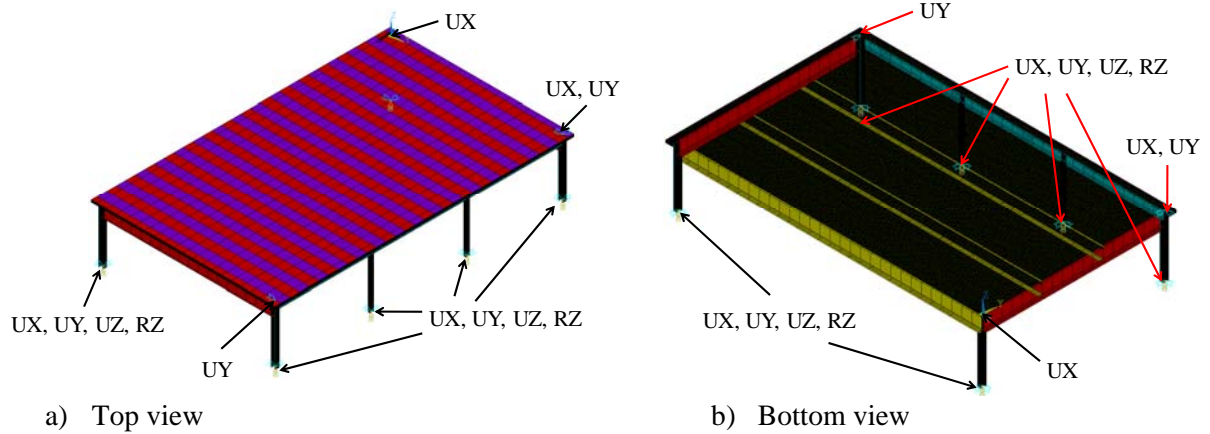 UX
UX, UY
UX, UY, UZ, RZ
UY
UX, UY, UZ, RZ
a) Top view
UY
UX, UY, UZ, RZ
UX, UY
UX, UY, UZ, RZ
UX
b) Bottom view